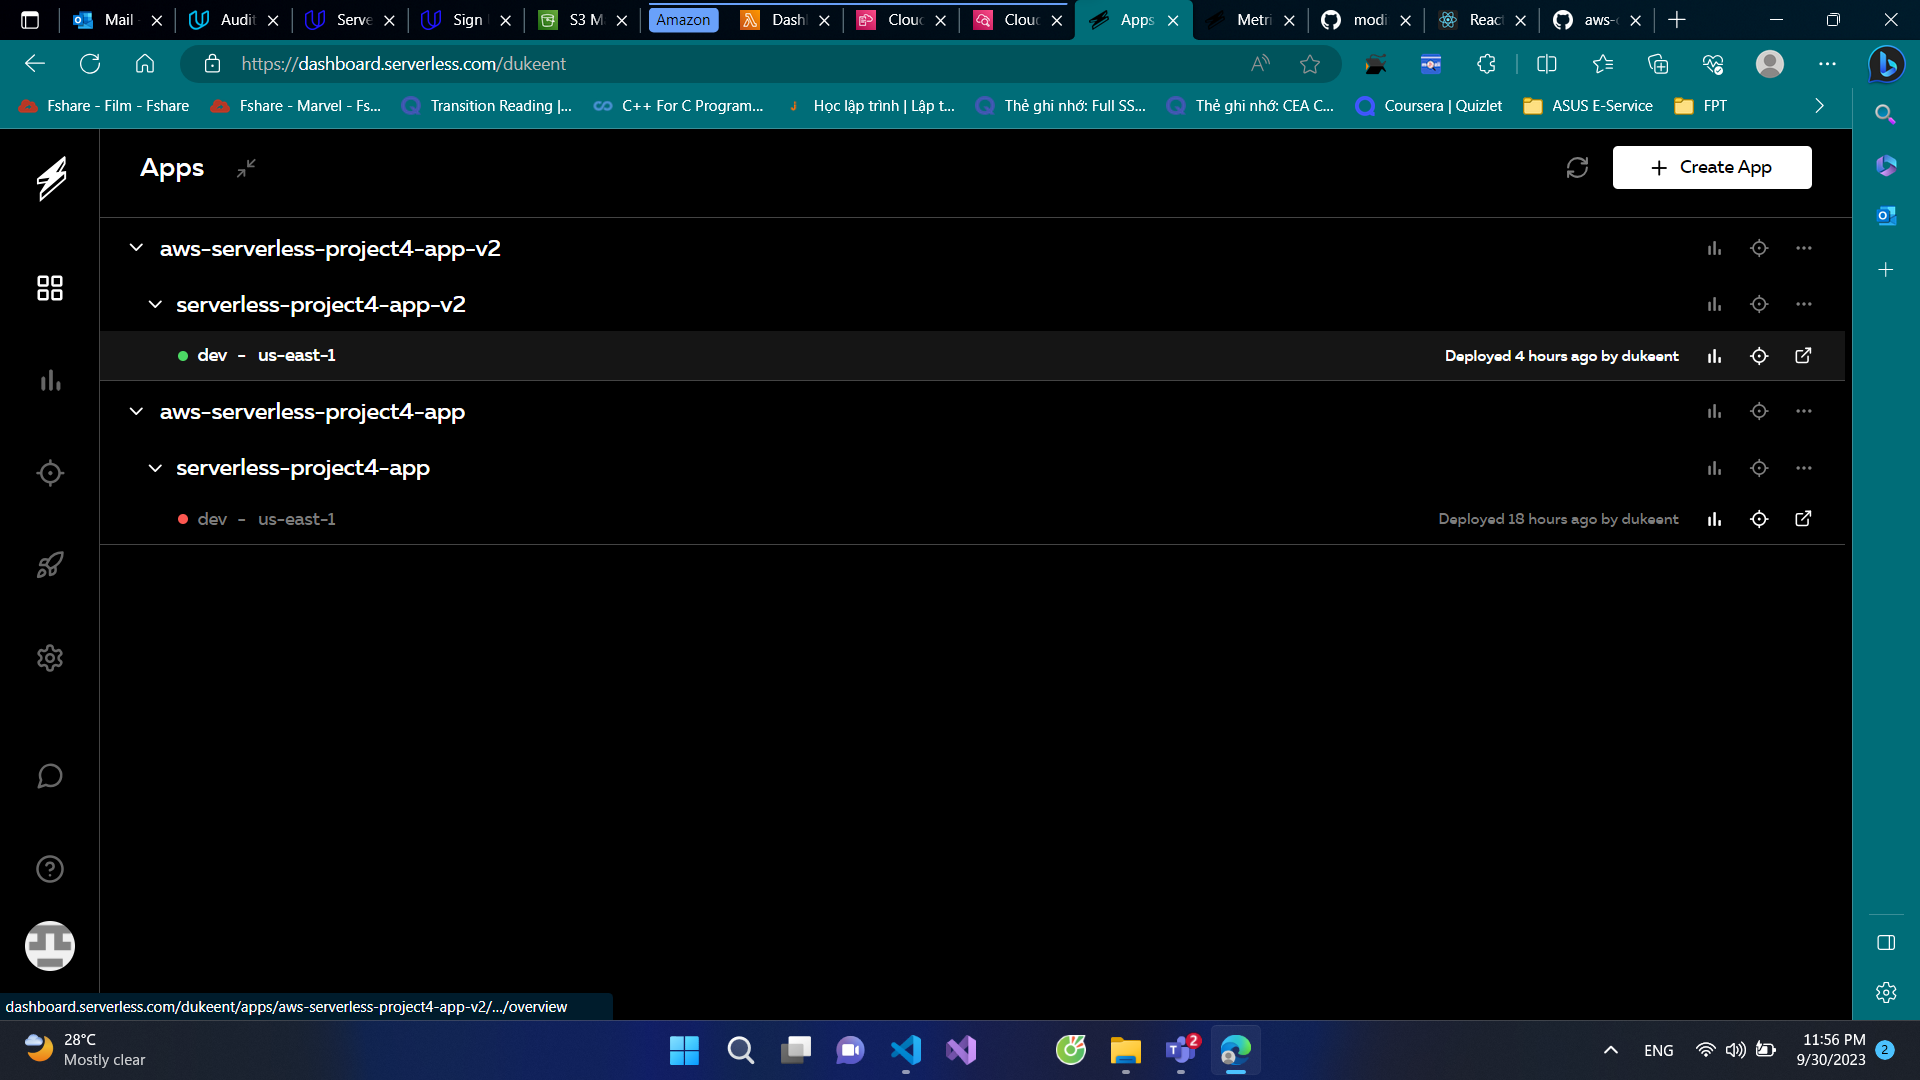 Mail -
Audit
Serve
Sign
S3 M
Amazon
Dash
Clou
Clou
Apps
Metri
modi
React
aws-
https://dashboard.serverless.com/dukeent
Fshare - Film - Fshare
Fshare - Marvel - Fs...
Transition Reading |...
C++ For C Program...
Học lập trình | Lập t...
Thẻ ghi nhớ: Full SS...
Thẻ ghi nhớ: CEA C...
Coursera | Quizlet
ASUS E-Service
FPT
Apps
Create App
aws-serverless-project4-app-v2
serverless-project4-app-v2
dev - us-east-1
Deployed 4 hours ago by dukeent
aws-serverless-project4-app
serverless-project4-app
dev - us-east-1
Deployed 18 hours ago by dukeent
dashboard.serverless.com/dukeent/apps/aws-serverless-project4-app-v2/.../overview
28°C
Mostly clear
2
ENG
11:56 PM
9/30/2023
2